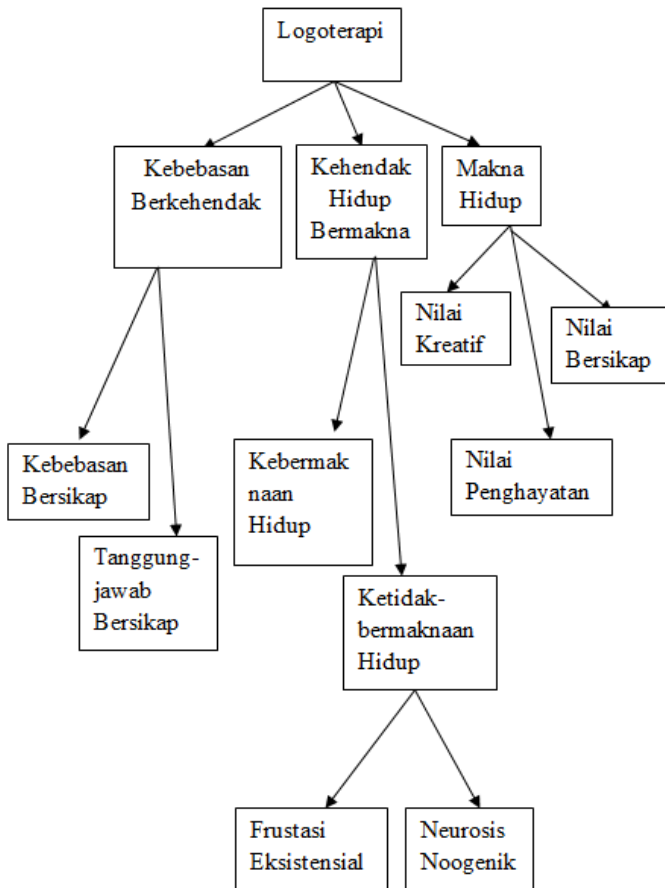 Logoterapi
Kebebasan
Berkehendak
Kehendak
Hidup
Bermakna
Makna
Hidup
Nilai
Kreatif
Nilai
Bersikap
Kebebasan
Bersikap
Kebermak
naan
Hidup
Nilai
Penghayatan
Tanggung-
jawab
Bersikap
Ketidak-
bermaknaan
Hidup
Frustasi
Eksistensial
Neurosis
Noogenik